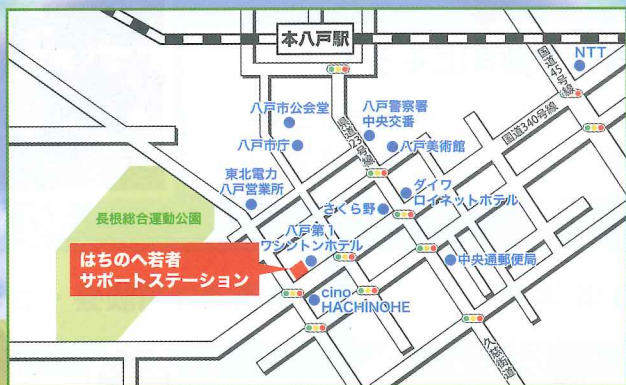 本八戸駅
国道45号線
NTT
八戸市公会堂
八戸警察署
中央交番
県道23号線
国道340号線
八戸市庁
八戸美術館
東北電力
八戸営業所
ダイワ
ロイネットホテル
さくら野
長根総合運動公園
八戸第1
ワシントンホテル
はちのへ若者
サポートステーション
中央通郵便局
cino
HACHINOHE
久慈街道